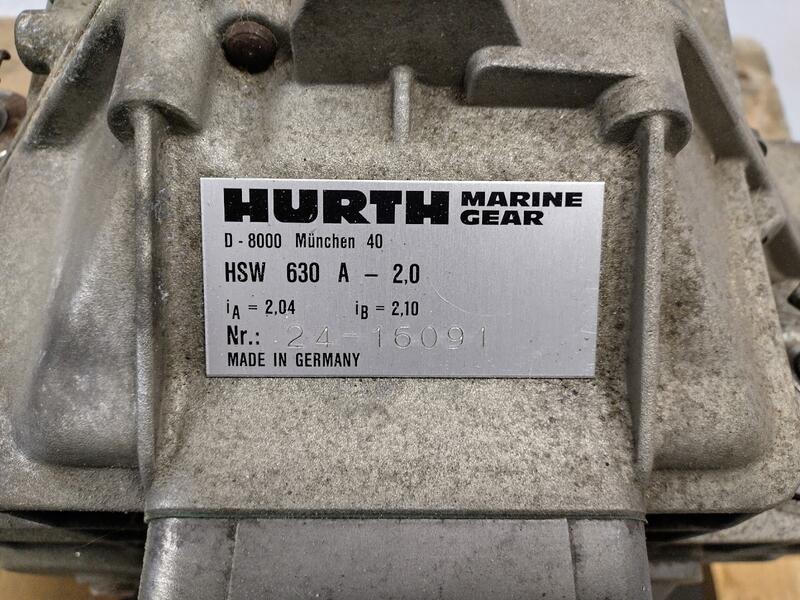 HURTH MARINE GEAR
D - 8000 München 40
HSW 630 A - 2,0
iA = 2,04 iB = 2,10
Nr.: 24-16091
MADE IN GERMANY